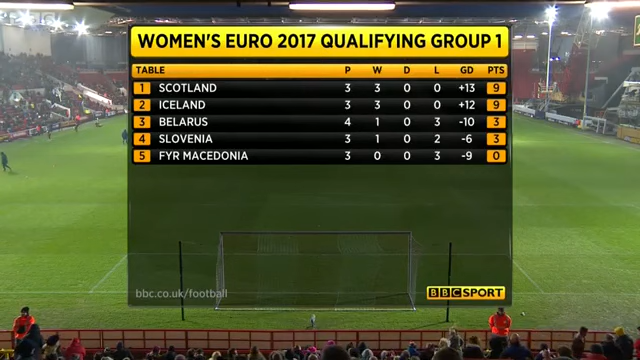 BBC
WOMEN'S EURO 2017 QUALIFYING GROUP 1
TABLE P W D L GD PTS
1 SCOTLAND 3 3 0 0 +13 9
2 ICELAND 3 3 0 0 +12 9
3 BELARUS 4 1 0 3 -10 3
4 SLOVENIA 3 1 0 2 -6 3
5 FYR MACEDONIA 3 0 0 3 -9 0
bbc.co.uk/football
BBC SPORT